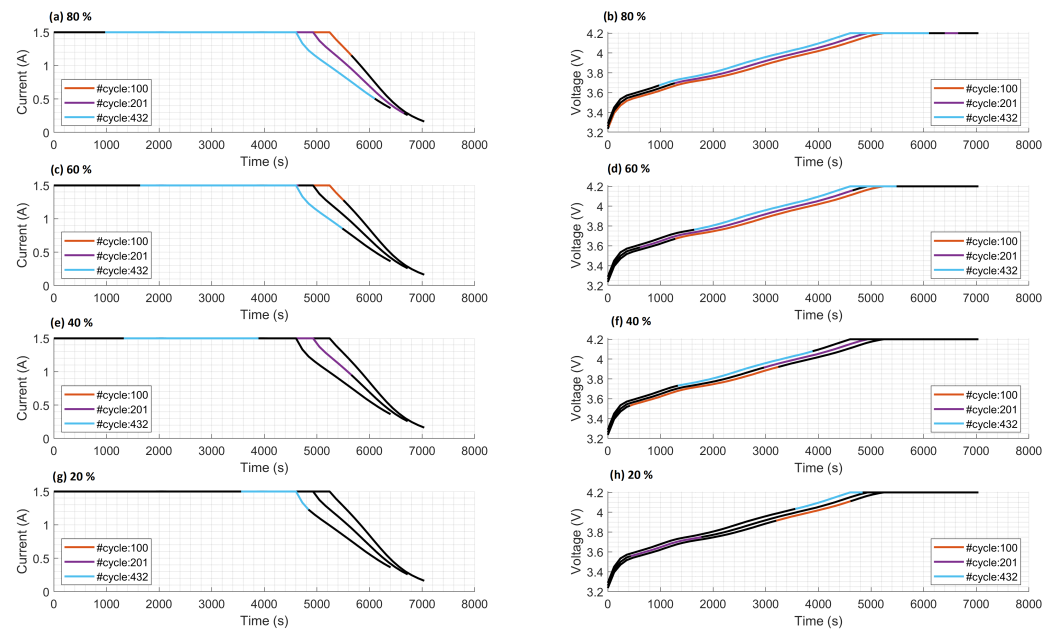 (a) 80 %
Current (A)
1.5
1
0.5
0
0 1000 2000 3000 4000 5000 6000 7000 8000
Time (s)
#cycle:100
#cycle:201
#cycle:432
(b) 80 %
Voltage (V)
4.2
4
3.8
3.6
3.4
3.2
0 1000 2000 3000 4000 5000 6000 7000 8000
Time (s)
#cycle:100
#cycle:201
#cycle:432
(c) 60 %
Current (A)
1.5
1
0.5
0
0 1000 2000 3000 4000 5000 6000 7000 8000
Time (s)
#cycle:100
#cycle:201
#cycle:432
(d) 60 %
Voltage (V)
4.2
4
3.8
3.6
3.4
3.2
0 1000 2000 3000 4000 5000 6000 7000 8000
Time (s)
#cycle:100
#cycle:201
#cycle:432
(e) 40 %
Current (A)
1.5
1
0.5
0
0 1000 2000 3000 4000 5000 6000 7000 8000
Time (s)
#cycle:100
#cycle:201
#cycle:432
(f) 40 %
Voltage (V)
4.2
4
3.8
3.6
3.4
3.2
0 1000 2000 3000 4000 5000 6000 7000 8000
Time (s)
#cycle:100
#cycle:201
#cycle:432
(g) 20 %
Current (A)
1.5
1
0.5
0
0 1000 2000 3000 4000 5000 6000 7000 8000
Time (s)
#cycle:100
#cycle:201
#cycle:432
(h) 20 %
Voltage (V)
4.2
4
3.8
3.6
3.4
3.2
0 1000 2000 3000 4000 5000 6000 7000 8000
Time (s)
#cycle:100
#cycle:201
#cycle:432